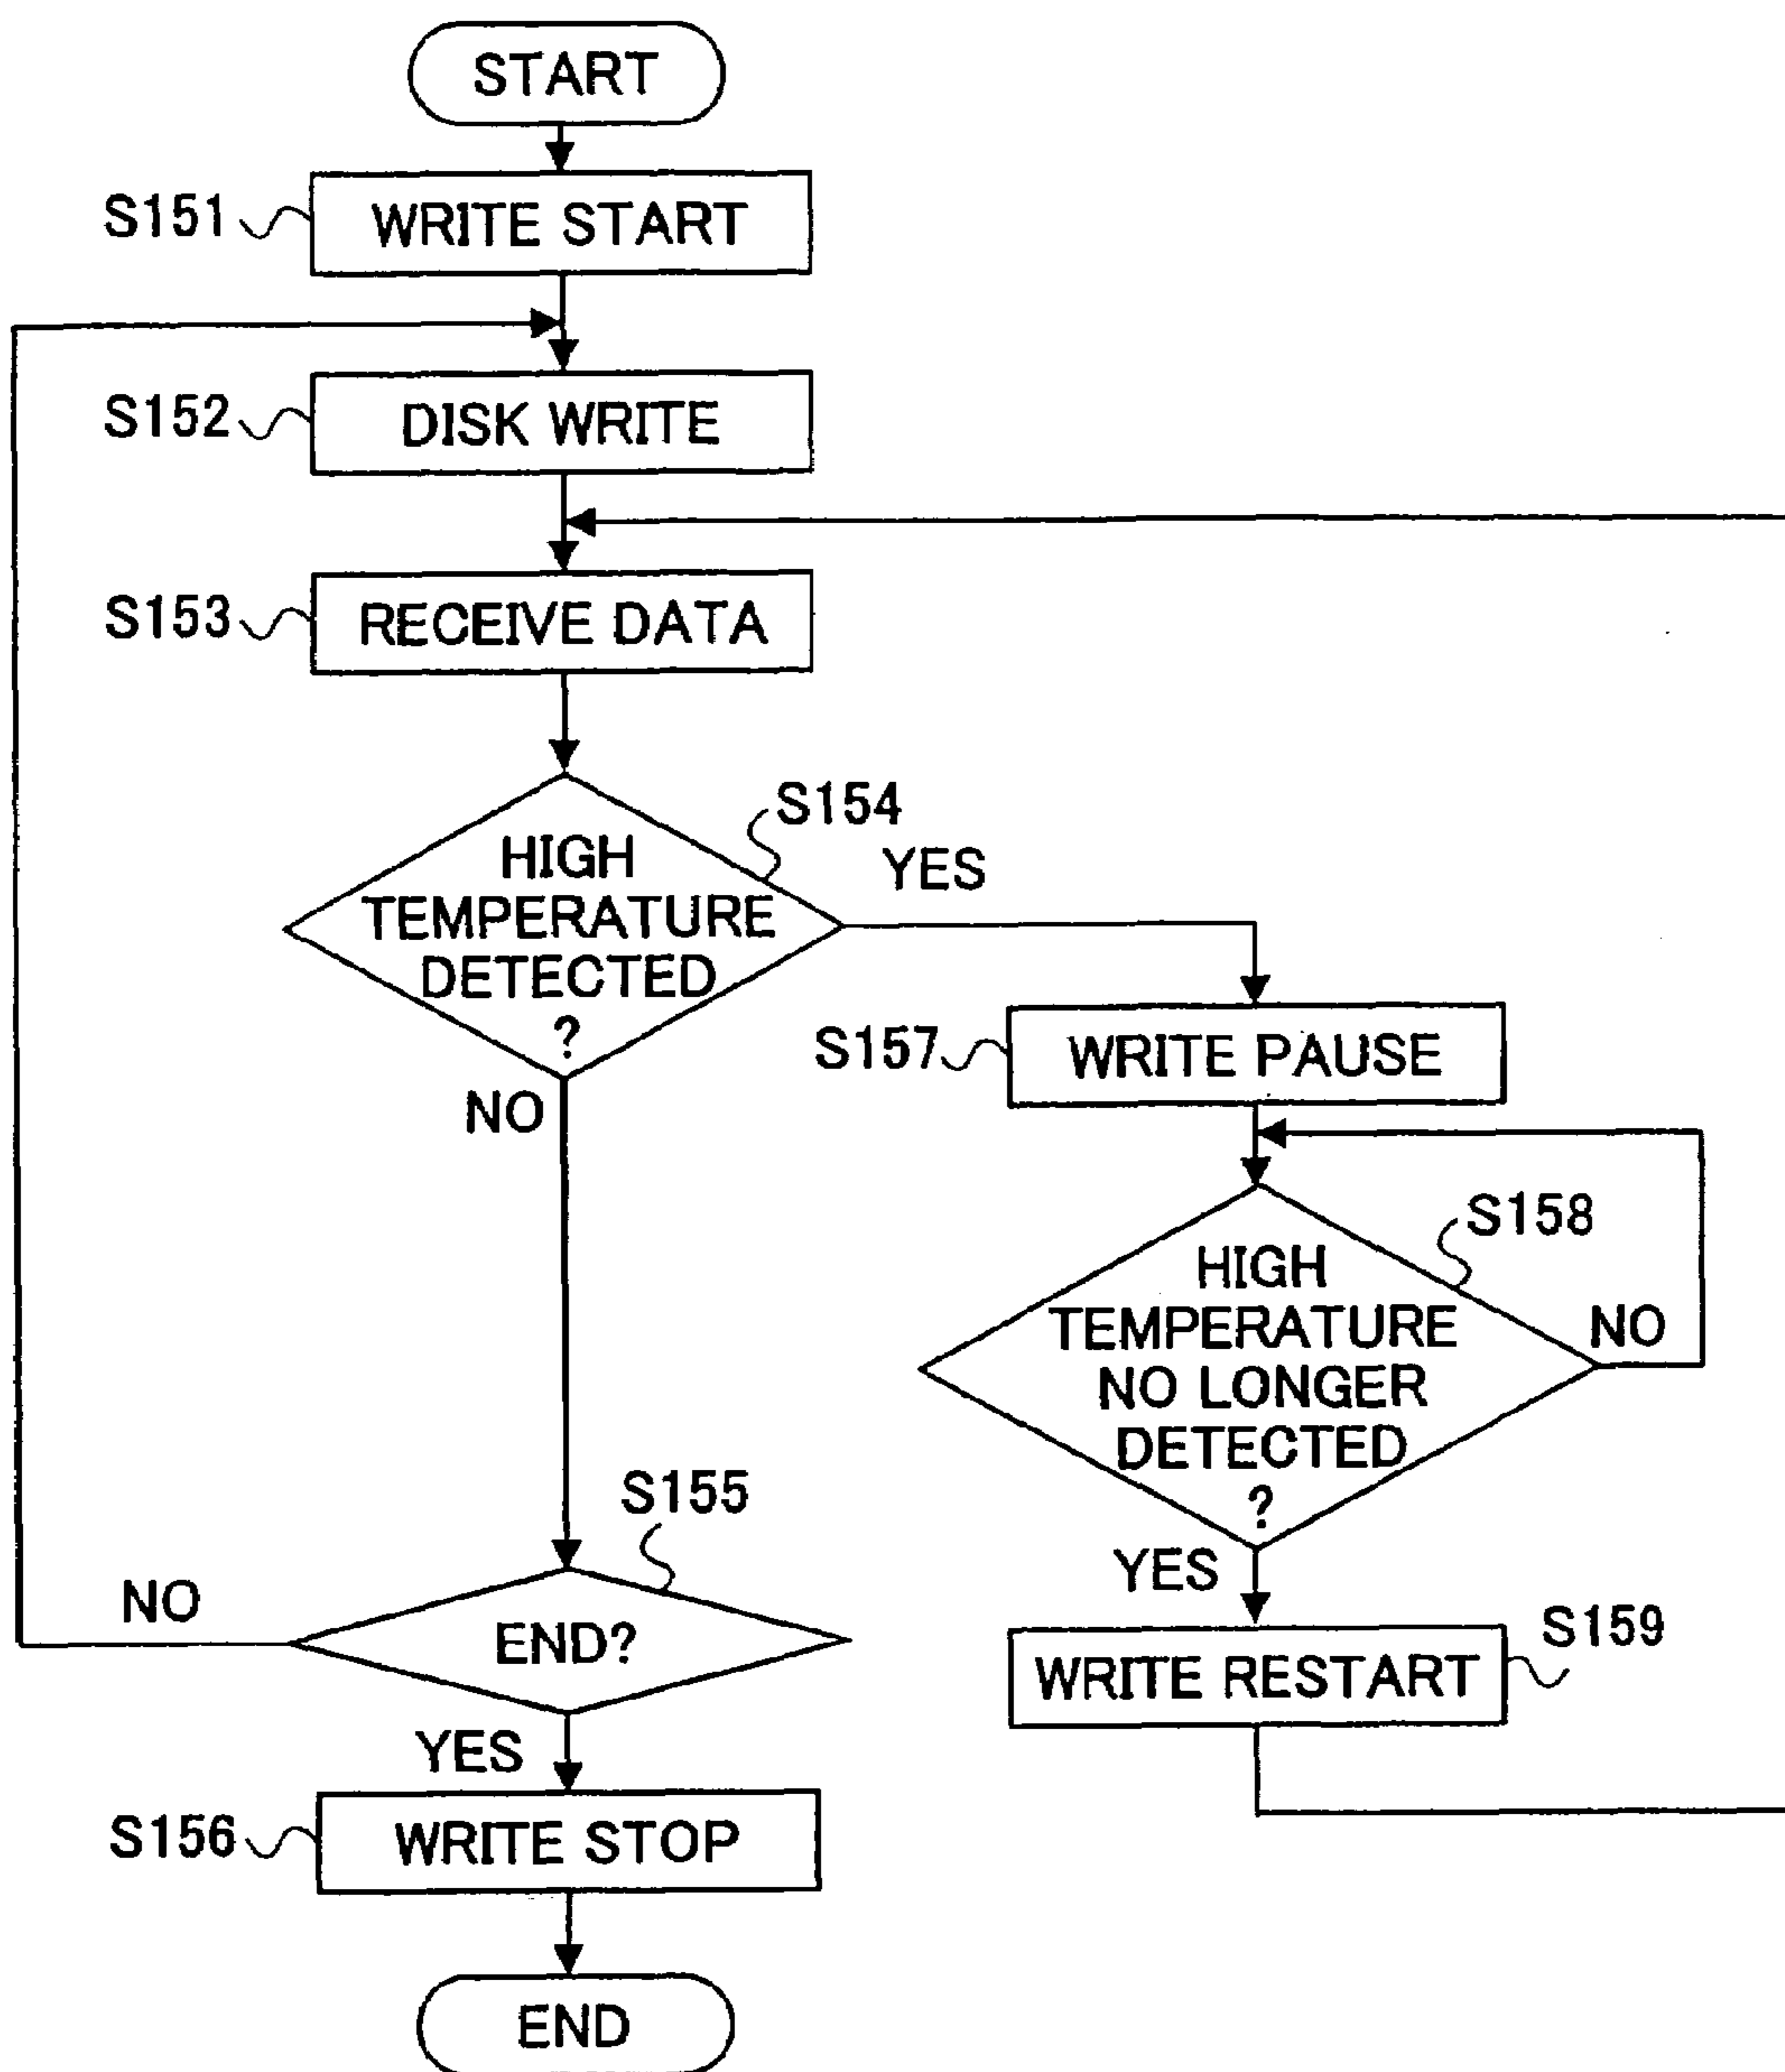 START
S151
WRITE START
S152
DISK WRITE
S153
RECEIVE DATA
S154
HIGH
TEMPERATURE
DETECTED
?
YES
NO
S157
WRITE PAUSE
S158
HIGH
TEMPERATURE
NO LONGER
DETECTED
?
NO
YES
S159
WRITE RESTART
S155
END?
NO
YES
S156
WRITE STOP
END